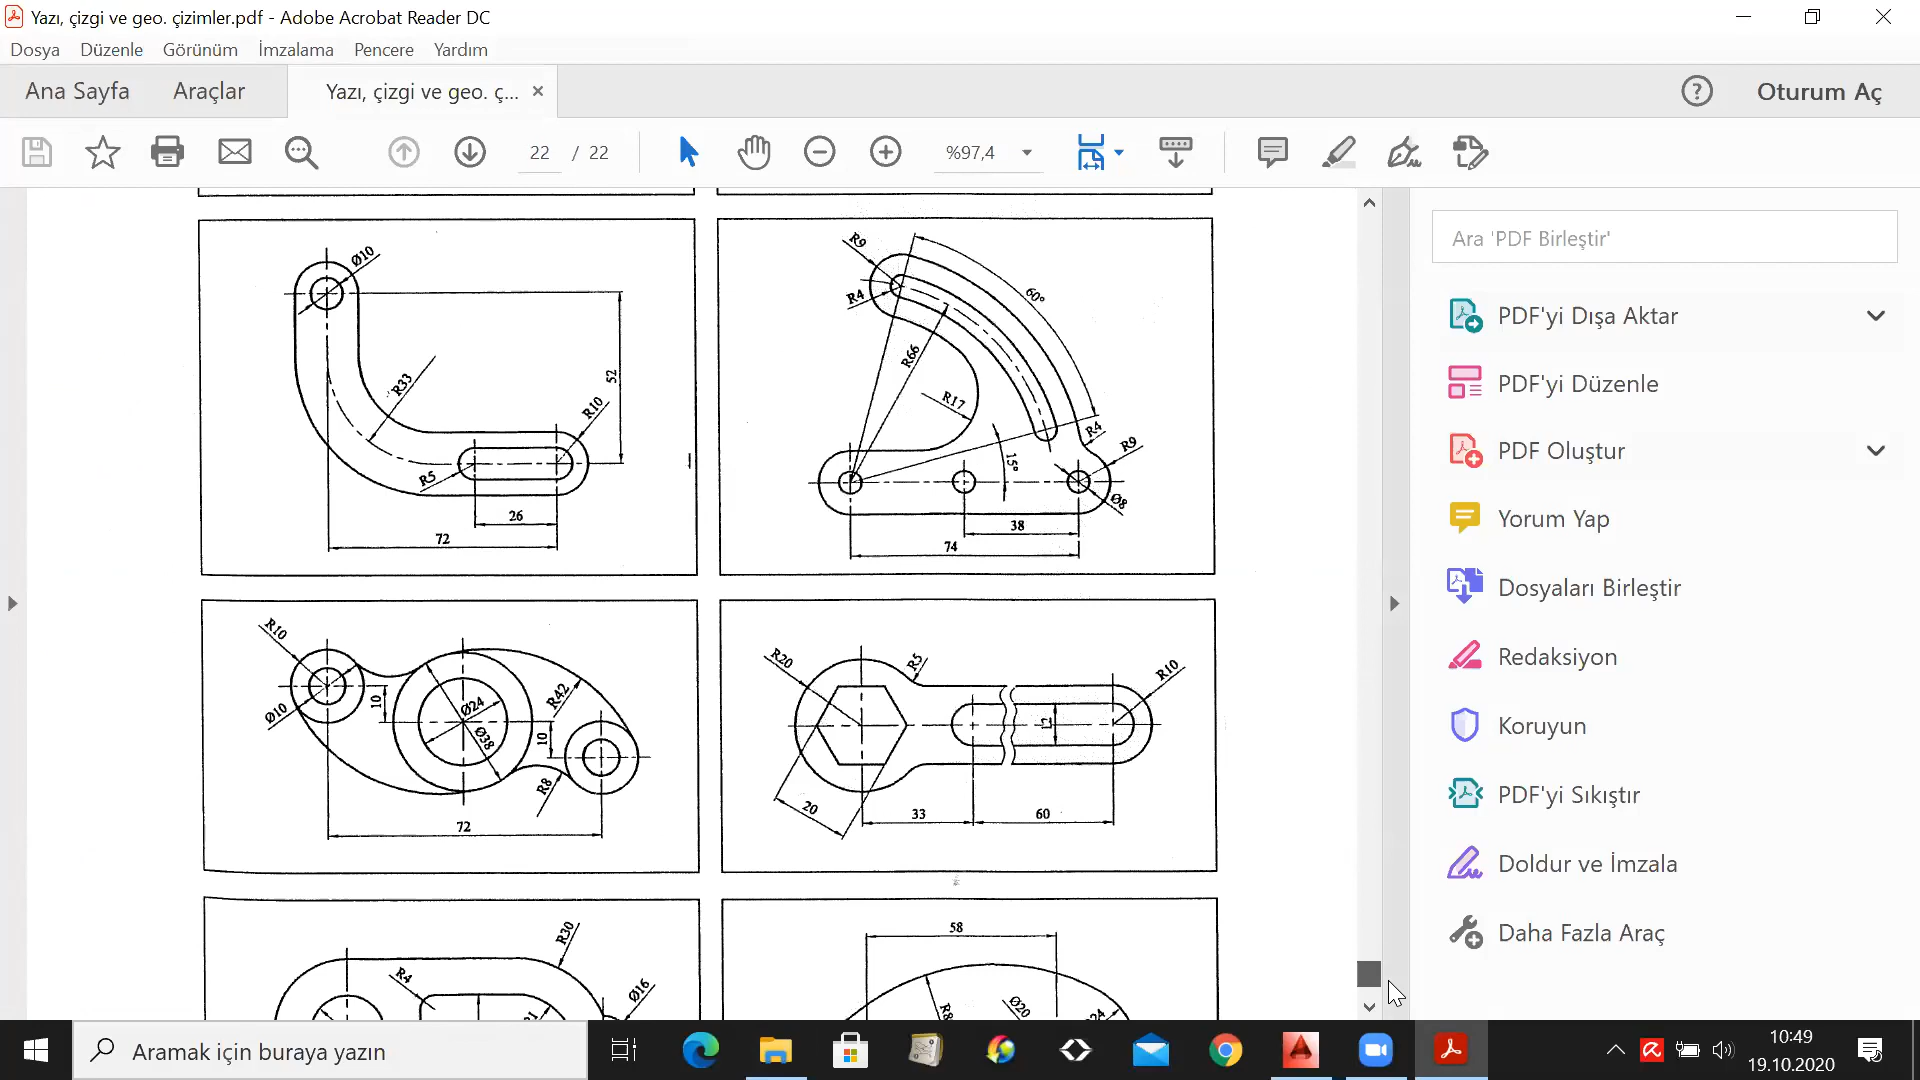 Yazı, çizgi ve geo. çizimler.pdf - Adobe Acrobat Reader DC
Dosya Düzenle Görünüm İmzalama Pencere Yardım
Ana Sayfa Araçlar Yazı, çizgi ve geo. ç... × ? Oturum Aç
22 / 22 %97,4
Ara 'PDF Birleştir'
PDF'yi Dışa Aktar
PDF'yi Düzenle
PDF Oluştur
Yorum Yap
Dosyaları Birleştir
Redaksiyon
Koruyun
PDF'yi Sıkıştır
Doldur ve İmzala
Daha Fazla Araç
Ø10
R33
52
R10
R5
26
72
R9
60°
R4
R66
R17
R4
R9
15°
Ø8
38
74
R10
Ø10
10
Ø24
Ø38
R42
10
R8
72
R20
R5
R10
12
20
33
60
R30
R4
Ø16
58
Ø20
Aramak için buraya yazın
10:49
19.10.2020